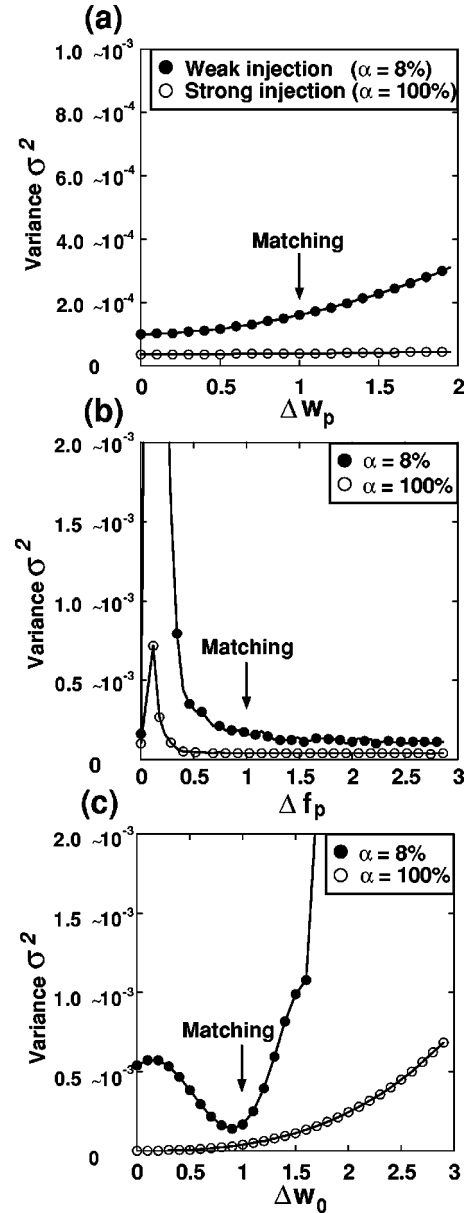 (a)
1.0 ~10⁻³
● Weak injection (α = 8%)
○ Strong injection (α = 100%)
8.0 ~10⁻⁴
6.0 ~10⁻⁴
4.0 ~10⁻⁴
2.0 ~10⁻⁴
0
Variance σ²
Matching
0 0.5 1 1.5 2
Δw_p
(b)
2.0 ~10⁻³
● α = 8%
○ α = 100%
1.5 ~10⁻³
1.0 ~10⁻³
0.5 ~10⁻³
0
Variance σ²
Matching
0 0.5 1 1.5 2 2.5 3
Δ f_p
(c)
2.0 ~10⁻³
● α = 8%
○ α = 100%
1.5 ~10⁻³
1.0 ~10⁻³
0.5 ~10⁻³
0
Variance σ²
Matching
0 0.5 1 1.5 2 2.5 3
Δw₀